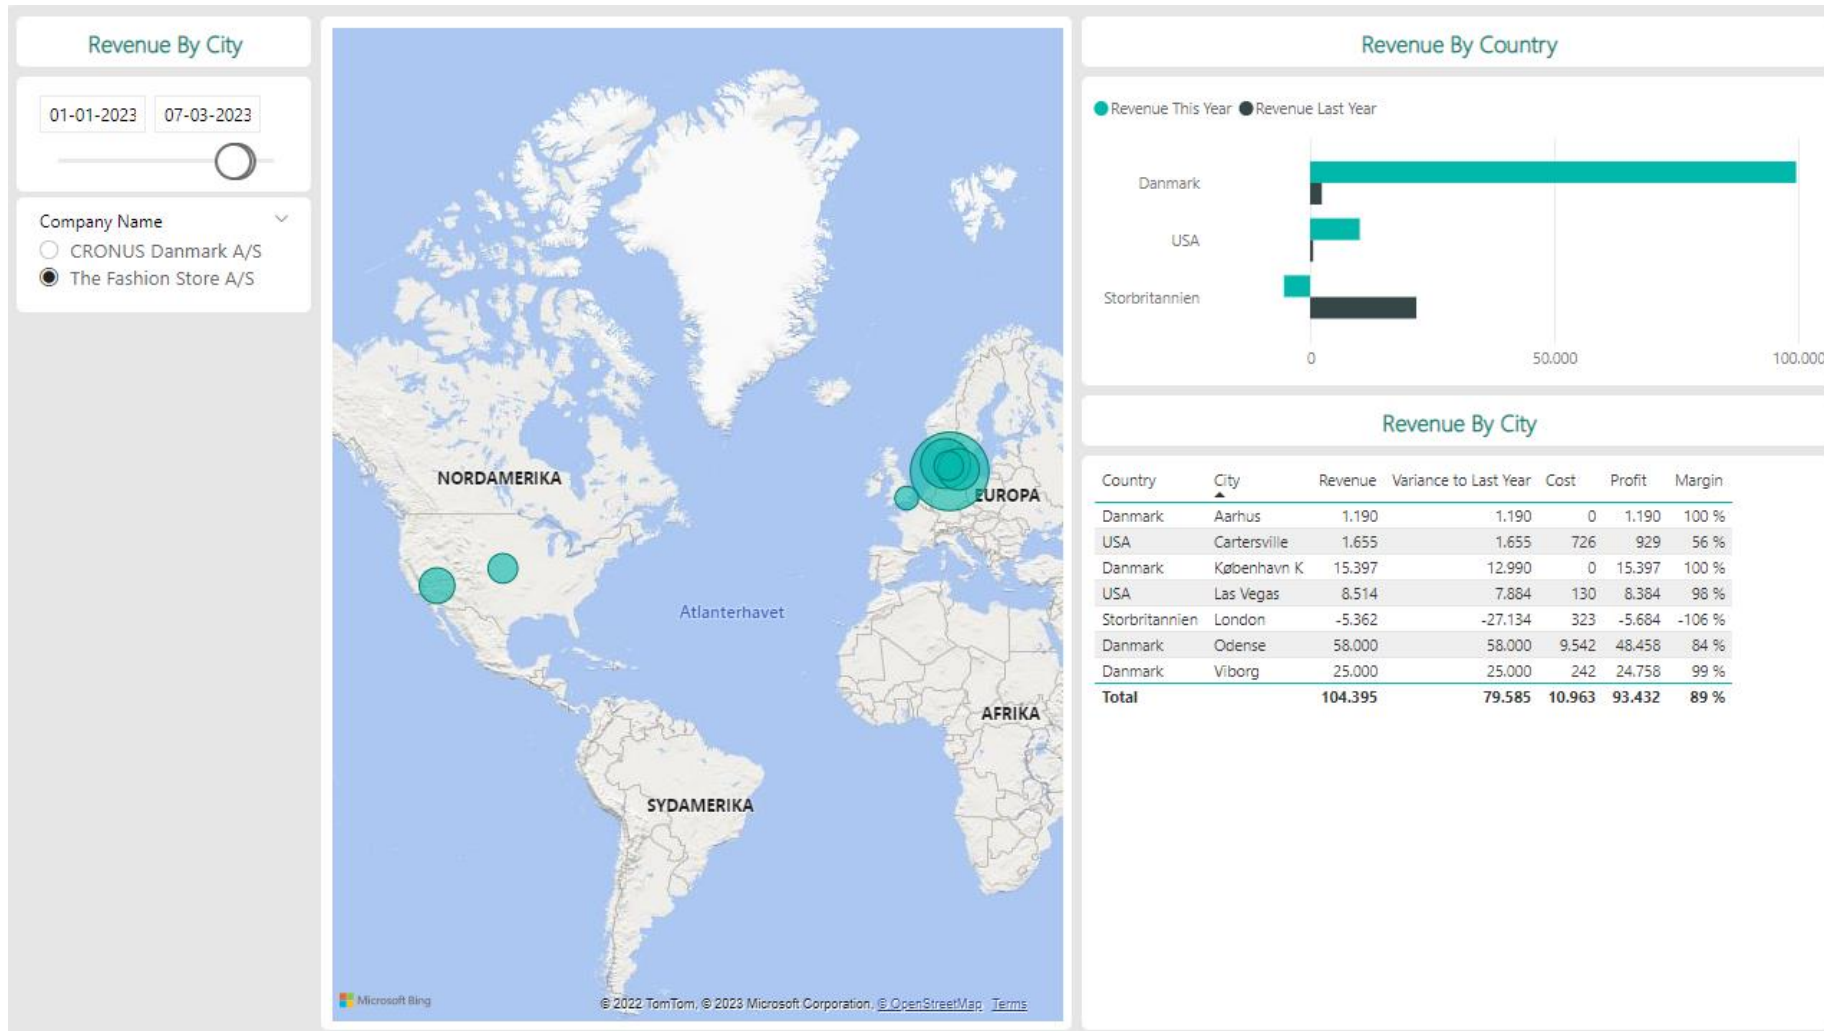 Revenue By City
01-01-2023 07-03-2023
Company Name
CRONUS Danmark A/S
The Fashion Store A/S
NORDAMERIKA
EUROPA
Atlanterhavet
AFRIKA
SYDAMERIKA
Microsoft Bing
© 2022 TomTom, © 2023 Microsoft Corporation, © OpenStreetMap Terms
Revenue By Country
Revenue This Year Revenue Last Year
Danmark
USA
Storbritannien
0 50.000 100.000
Revenue By City
Country City Revenue Variance to Last Year Cost Profit Margin
Danmark Aarhus 1.190 1.190 0 1.190 100 %
USA Cartersville 1.655 1.655 726 929 56 %
Danmark København K 15.397 12.990 0 15.397 100 %
USA Las Vegas 8.514 7.884 130 8.384 98 %
Storbritannien London -5.362 -27.134 323 -5.684 -106 %
Danmark Odense 58.000 58.000 9.542 48.458 84 %
Danmark Viborg 25.000 25.000 242 24.758 99 %
Total 104.395 79.585 10.963 93.432 89 %